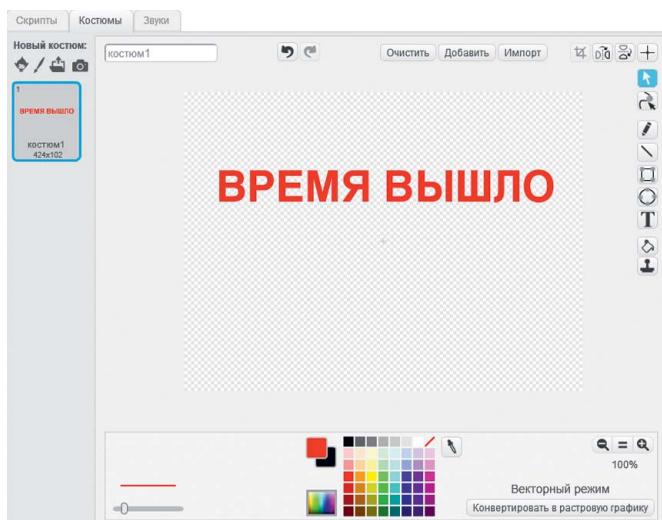 Скрипты Костюмы Звуки
Новый костюм:
костюм1
Очистить Добавить Импорт
1
ВРЕМЯ ВЫШЛО
костюм1
424x102
ВРЕМЯ ВЫШЛО
T
100%
Векторный режим
Конвертировать в растровую графику